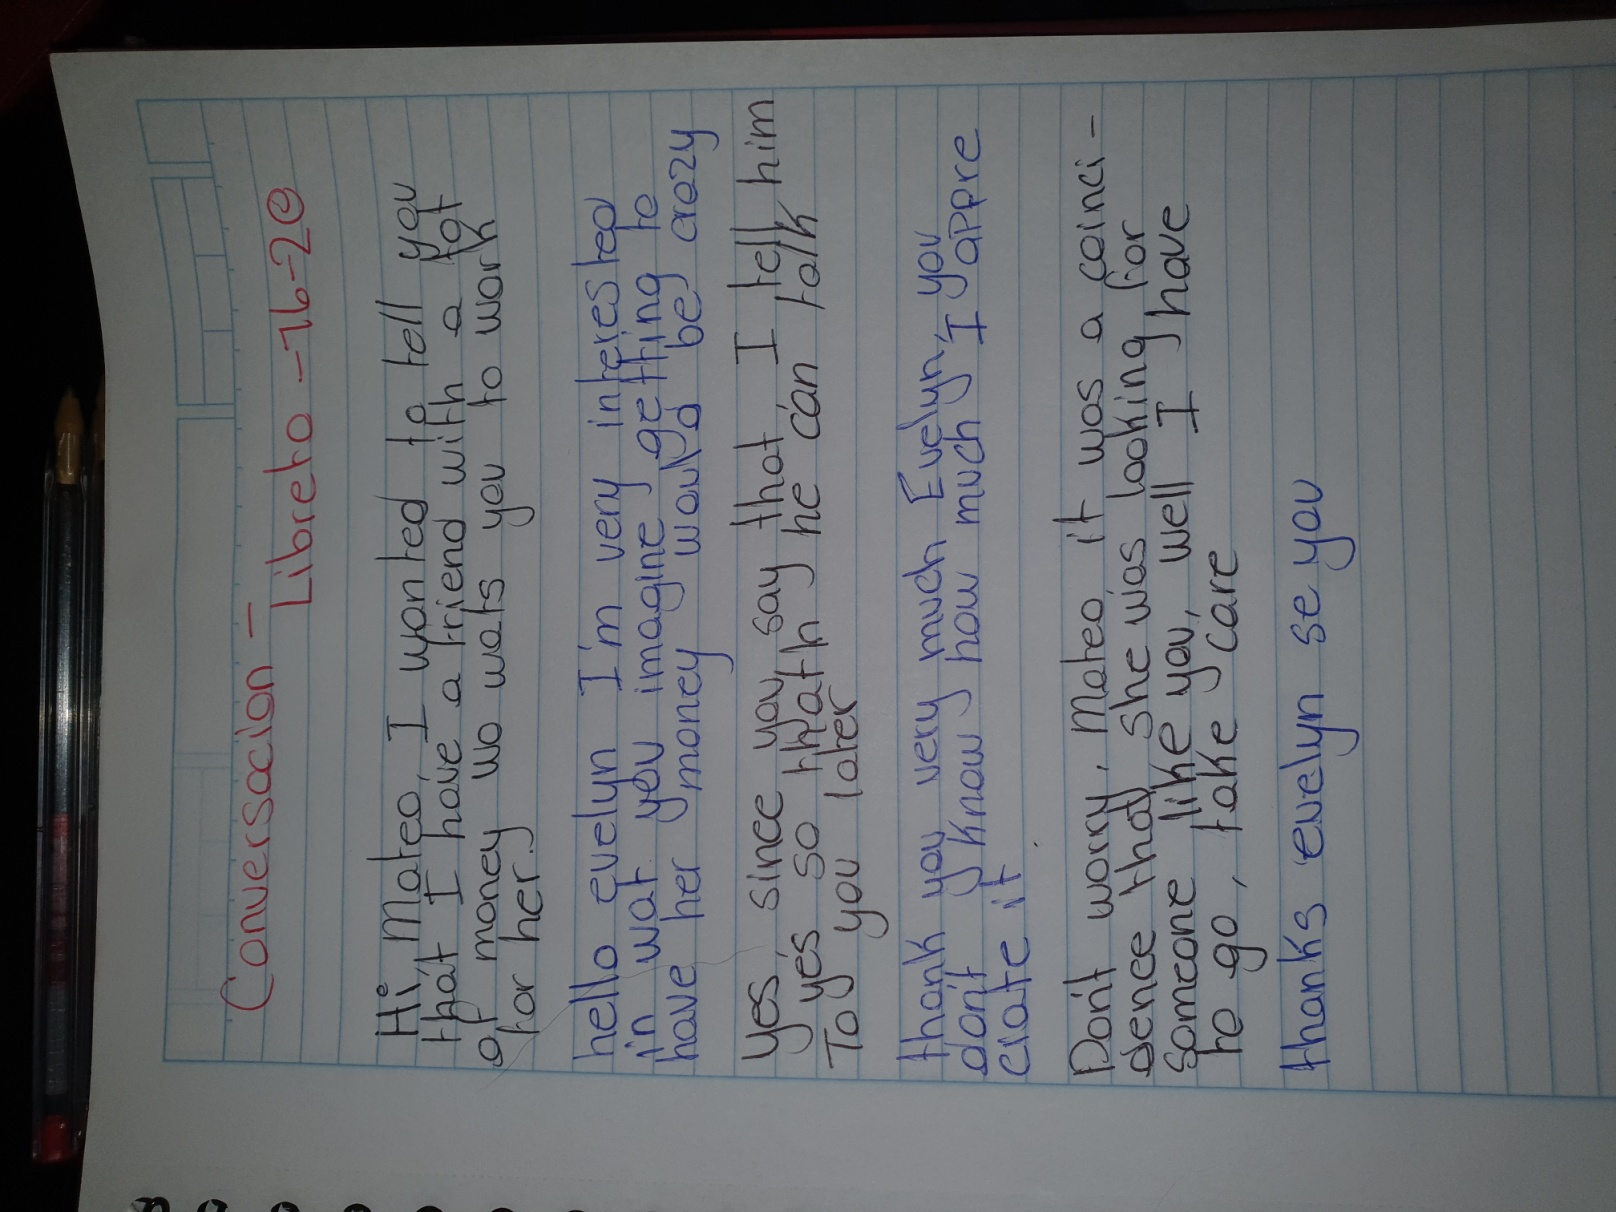 Conversacion -
Libreto - 16-20
Hi, Mateo, I wanted to tell you
that I have a friend with a lot
of money wo wats you to work
for her.
hello evelyn I'm very interested
in wat you imagine getting to
have her money would be crazy
yes, since you say that I tell him
yes so thath he can talk
To you later
thank you very much Evelyn, you
don't know how much I appre
ciate it.
Don't worry, Mateo it was a coinci-
dence that she was looking for
someone like you, well I have
to go, take care
thanks evelyn se you